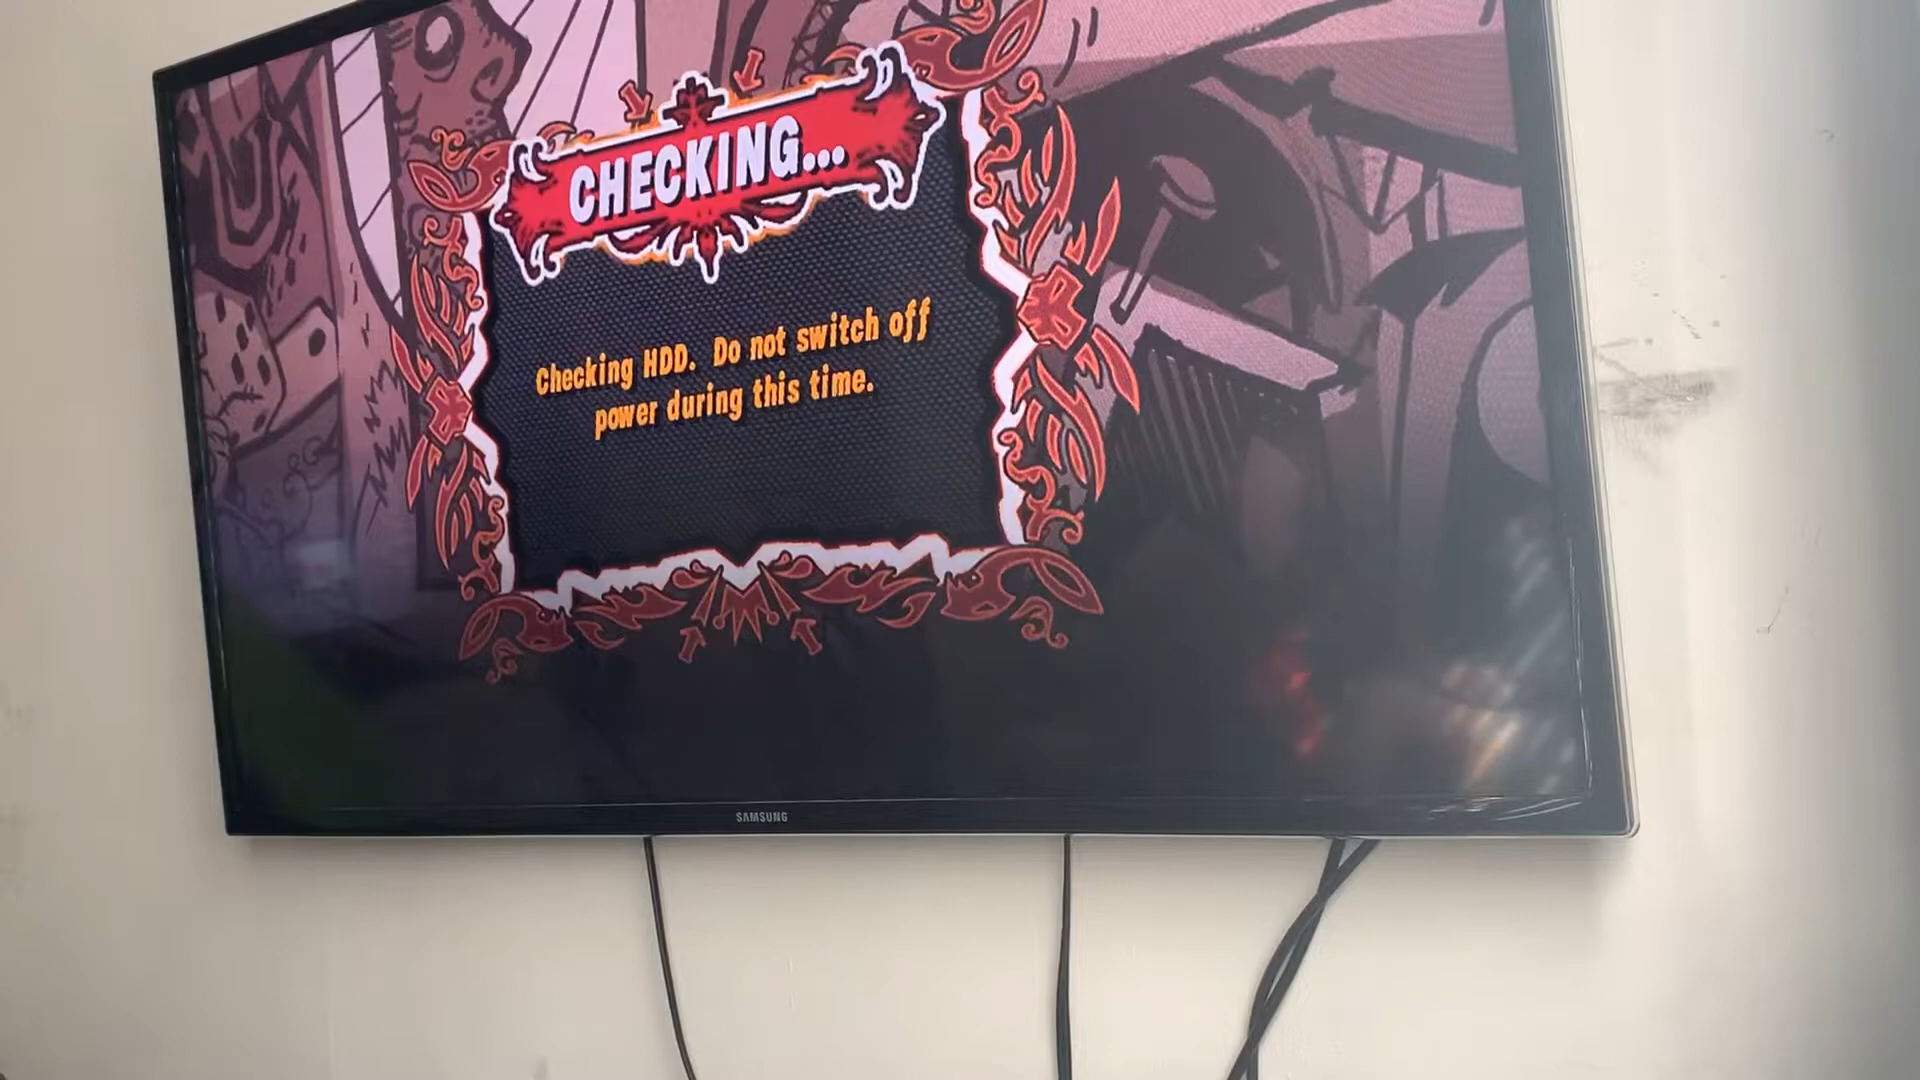 CHECKING...
Checking HDD. Do not switch off
power during this time.
SAMSUNG